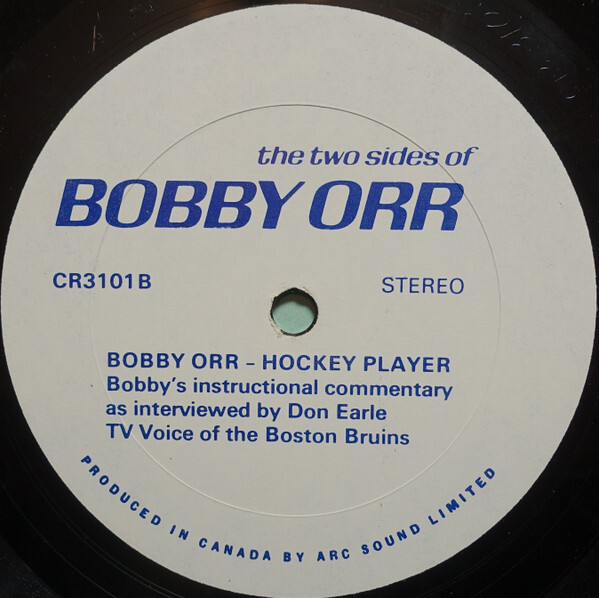 the two sides of
BOBBY ORR
CR3101B
STEREO
BOBBY ORR – HOCKEY PLAYER
Bobby's instructional commentary
as interviewed by Don Earle
TV Voice of the Boston Bruins
PRODUCED IN CANADA BY ARC SOUND LIMITED